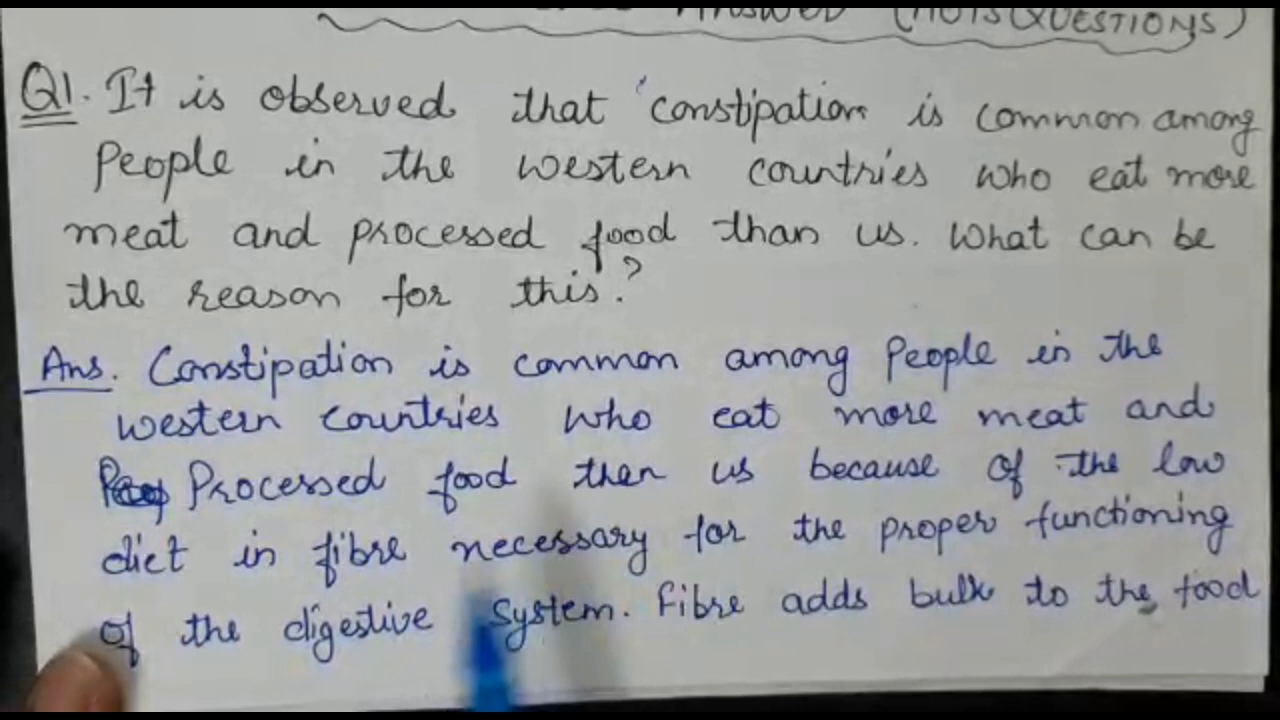 Answer (HOTS QUESTIONS)
Q1. It is observed that 'constipation is common among
People in the western countries who eat more
meat and processed food than us. What can be
the reason for this?
Ans. Constipation is common among People in the
western countries who eat more meat and
Processed food then us because of the low
diet in fibre necessary for the proper functioning
of the digestive system. Fibre adds bulk to the food